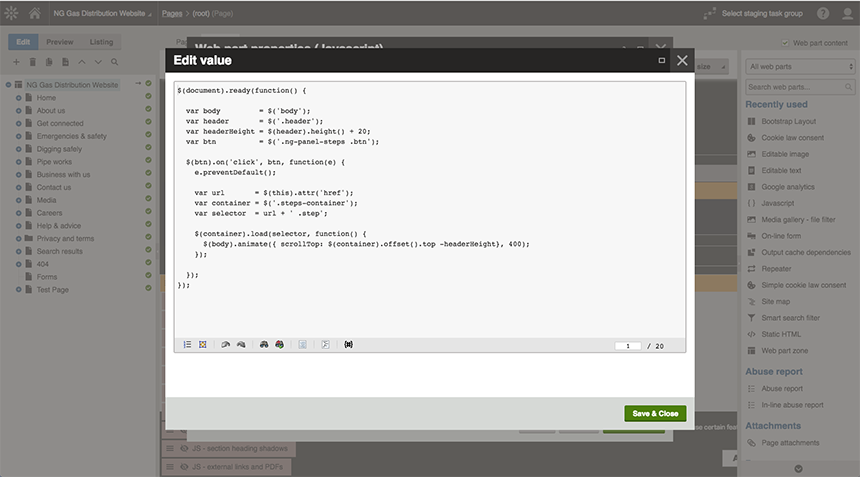 NG Gas Distribution Website
Pages > (root) (Page)
Select staging task group
Edit Preview Listing
Web part content
NG Gas Distribution Website
Home
About us
Get connected
Emergencies & safety
Digging safely
Pipe works
Business with us
Contact us
Media
Careers
Help & advice
Privacy and terms
Search results
404
Forms
Test Page
Web part properties (Javascript)
Edit value
$(document).ready(function() {
var body = $('body');
var header = $('.header');
var headerHeight = $(header).height() + 20;
var btn = $('.ng-panel-steps .btn');
$(btn).on('click', btn, function(e) {
e.preventDefault();
var url = $(this).attr('href');
var container = $('.steps-container');
var selector = url + ' .step';
$(container).load(selector, function() {
$(body).animate({ scrollTop: $(container).offset().top -headerHeight}, 400);
});
});
});
1 / 20
Save & Close
JS - section heading shadows
JS - external links and PDFs
size
All web parts
Search web parts...
Recently used
Bootstrap Layout
Cookie law consent
Editable image
Editable text
Google analytics
Javascript
Media gallery - file filter
On-line form
Output cache dependencies
Repeater
Simple cookie law consent
Site map
Smart search filter
Static HTML
Web part zone
Abuse report
Abuse report
In-line abuse report
Attachments
Page attachments